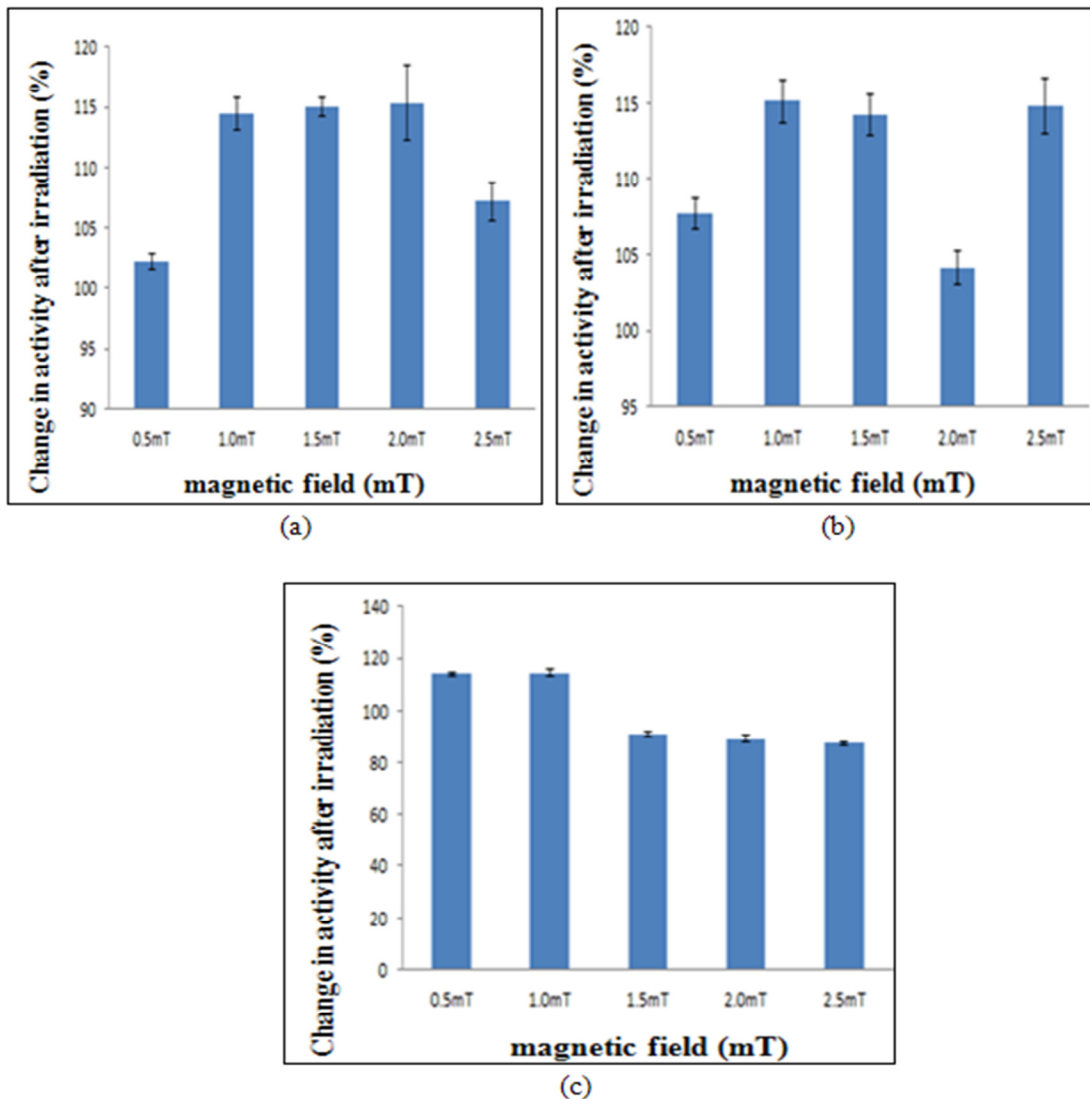 Change in activity after irradiation (%)
120
115
110
105
100
95
90
0.5mT 1.0mT 1.5mT 2.0mT 2.5mT
magnetic field (mT)
(a)
Change in activity after irradiation (%)
120
115
110
105
100
95
0.5mT 1.0mT 1.5mT 2.0mT 2.5mT
magnetic field (mT)
(b)
Change in activity after irradiation (%)
140
120
100
80
60
40
20
0
0.5mT 1.0mT 1.5mT 2.0mT 2.5mT
magnetic field (mT)
(c)